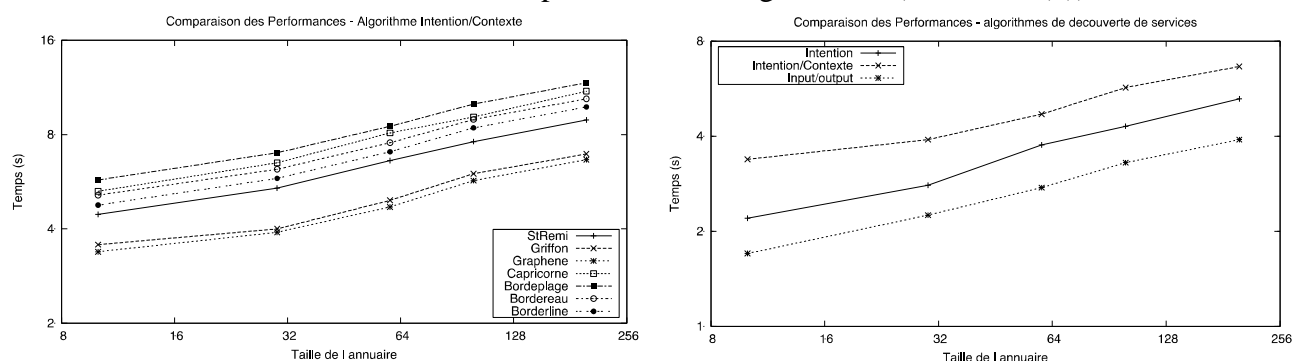 Comparaison des Performances - Algorithme Intention/Contexte
16
8
4
2
Temps (s)
StRemi
Griffon
Graphene
Capricorne
Bordeplage
Bordereau
Borderline
8 16 32 64 128 256
Taille de l annuaire
Comparaison des Performances - algorithmes de decouverte de services
8
4
2
1
Temps (s)
Intention
Intention/Contexte
Input/output
8 16 32 64 128 256
Taille de l annuaire